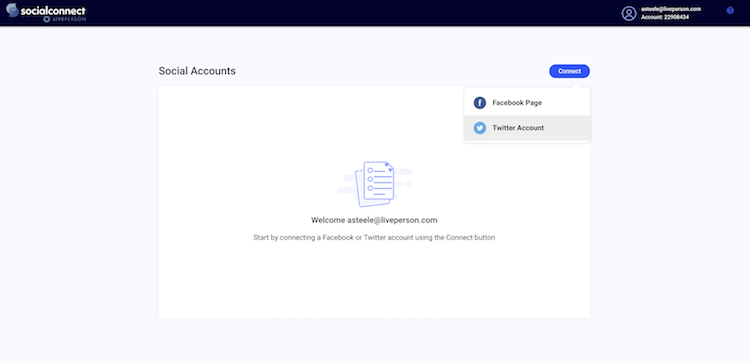 socialconnect
LIVEPERSON
asteele@liveperson.com
Account: 22908434
?
Social Accounts
Connect
Facebook Page
Twitter Account
Welcome asteele@liveperson.com
Start by connecting a Facebook or Twitter account using the Connect button